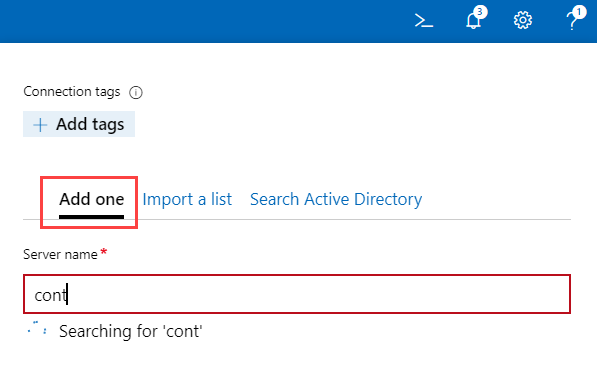 3
1
Connection tags
Add tags
Add one Import a list Search Active Directory
Server name*
cont
Searching for 'cont'